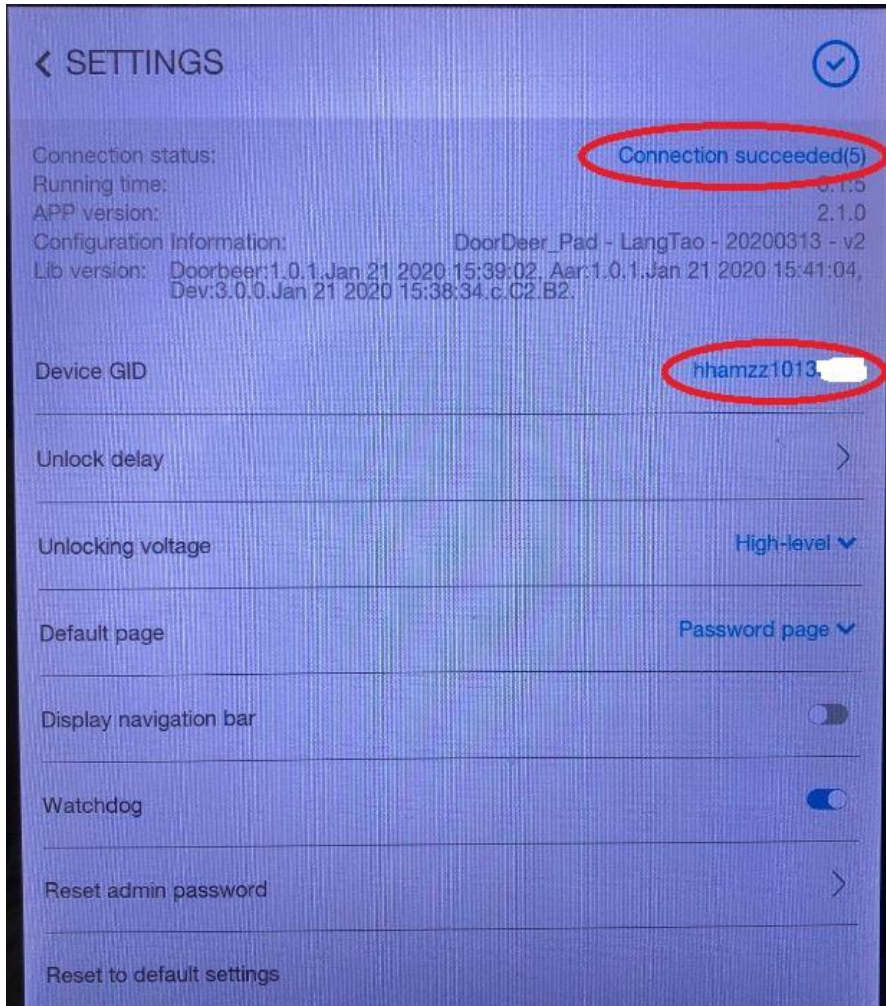 < SETTINGS
Connection status: Connection succeeded(5)
Running time: 0:1:5
APP version: 2.1.0
Configuration Information: DoorDeer_Pad - LangTao - 20200313 - v2
Lib version: Doorbeer:1.0.1.Jan 21 2020 15:39:02, Aar:1.0.1.Jan 21 2020 15:41:04,
Dev:3.0.0.Jan 21 2020 15:38:34.c.C2.B2.
Device GID hhamzz1013
Unlock delay
Unlocking voltage High-level
Default page Password page
Display navigation bar
Watchdog
Reset admin password
Reset to default settings